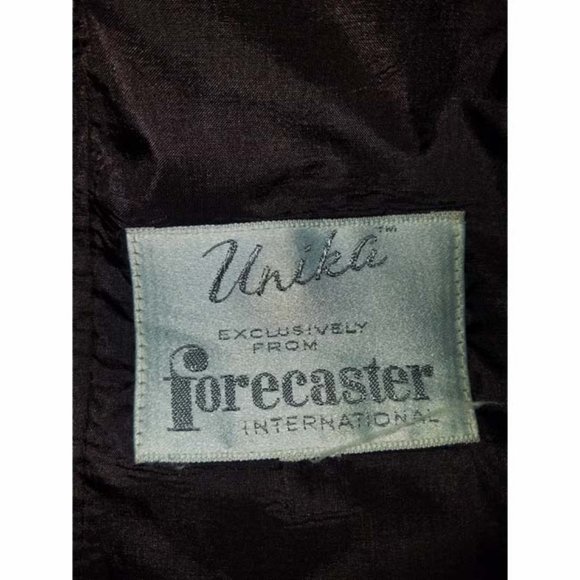 Unika™
EXCLUSIVELY
FROM
forecaster
INTERNATIONAL